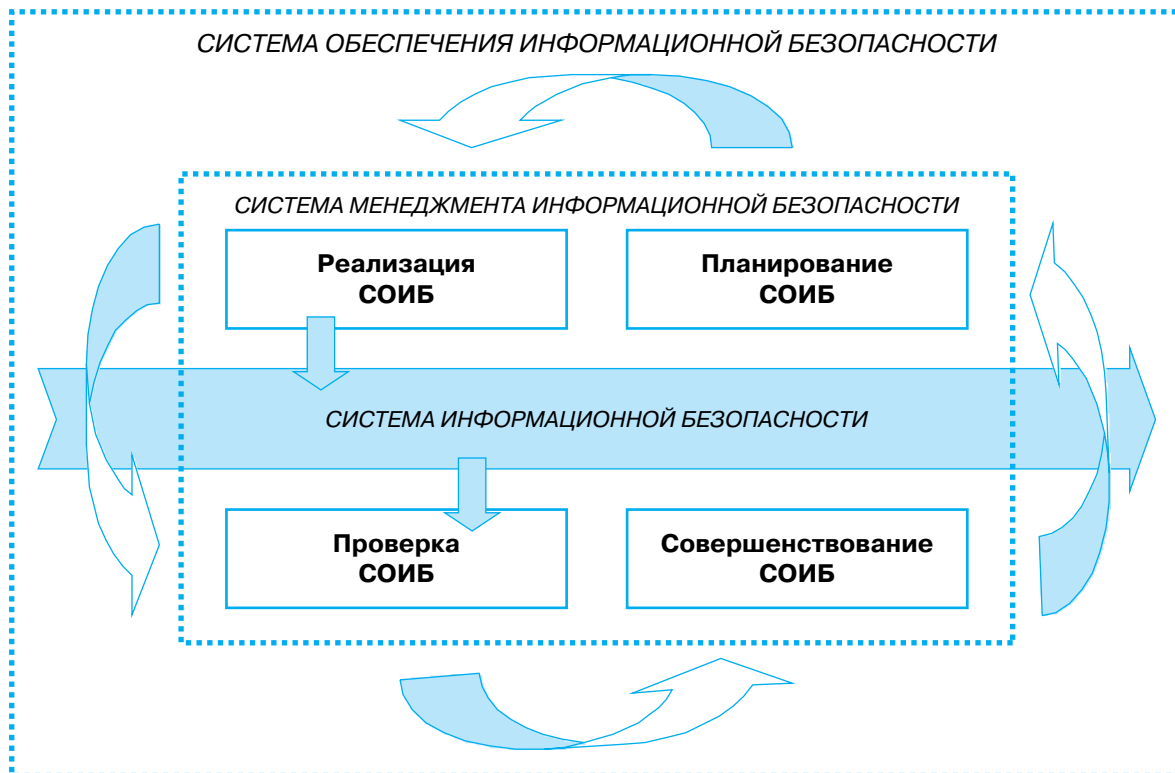 СИСТЕМА ОБЕСПЕЧЕНИЯ ИНФОРМАЦИОННОЙ БЕЗОПАСНОСТИ
СИСТЕМА МЕНЕДЖМЕНТА ИНФОРМАЦИОННОЙ БЕЗОПАСНОСТИ
Реализация
СОИБ
Планирование
СОИБ
СИСТЕМА ИНФОРМАЦИОННОЙ БЕЗОПАСНОСТИ
Проверка
СОИБ
Совершенствование
СОИБ